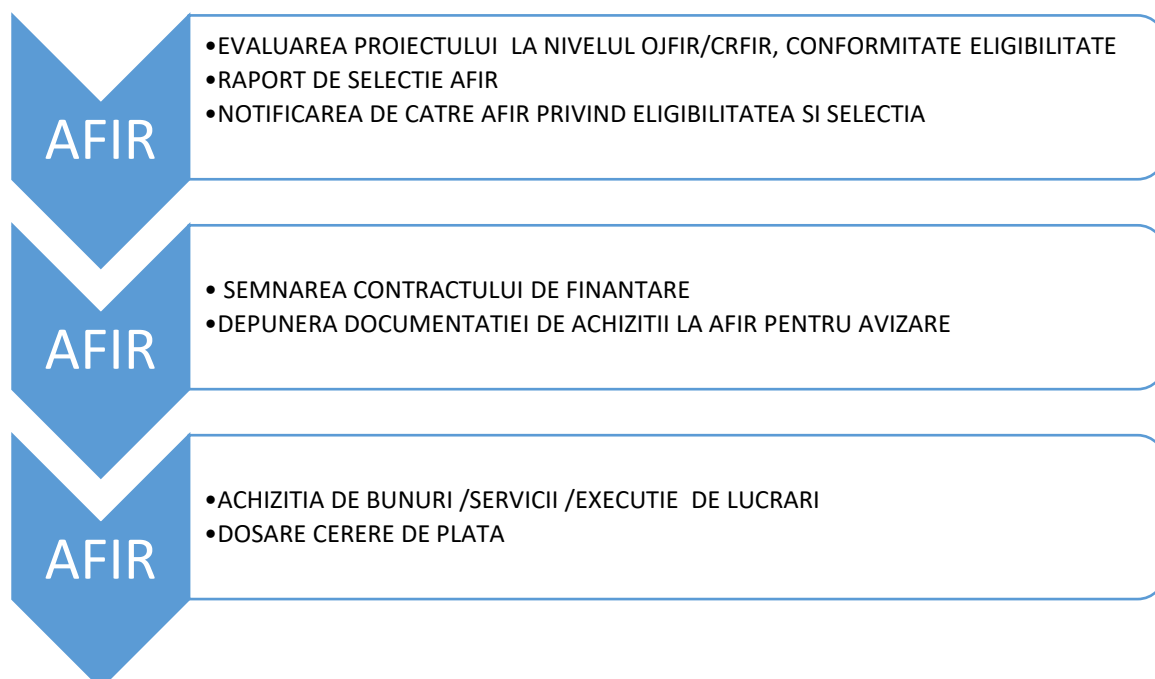 AFIR
•EVALUAREA PROIECTULUI LA NIVELUL OJFIR/CRFIR, CONFORMITATE ELIGIBILITATE
•RAPORT DE SELECTIE AFIR
•NOTIFICAREA DE CATRE AFIR PRIVIND ELIGIBILITATEA SI SELECTIA
AFIR
• SEMNAREA CONTRACTULUI DE FINANTARE
•DEPUNERA DOCUMENTATIEI DE ACHIZITII LA AFIR PENTRU AVIZARE
AFIR
•ACHIZITIA DE BUNURI /SERVICII /EXECUTIE DE LUCRARI
•DOSARE CERERE DE PLATA